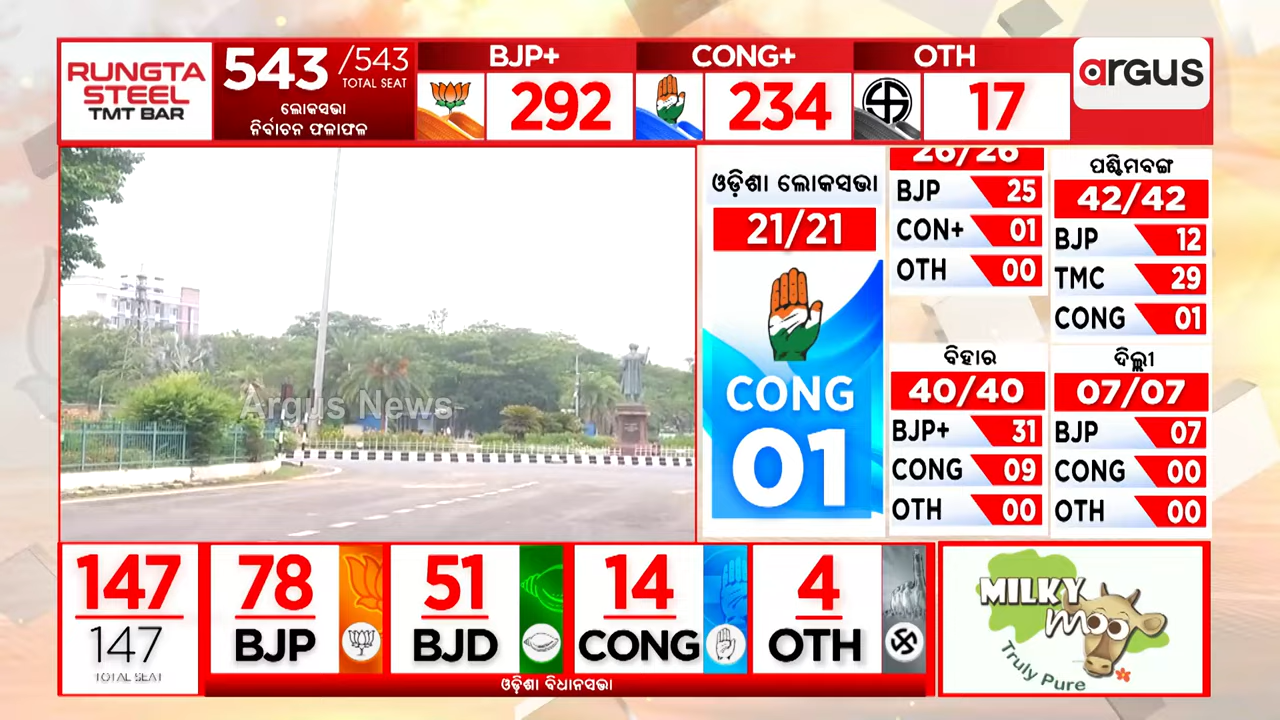 RUNGTA
STEEL
TMT BAR
543 /543
TOTAL SEAT
ଲୋକସଭା
ନିର୍ବାଚନ ଫଳାଫଳ
BJP+
292
CONG+
234
OTH
17
argus
Argus News
ଓଡ଼ିଶା ଲୋକସଭା
21/21
CONG
01
26/26
BJP 25
CON+ 01
OTH 00
ପଶ୍ଚିମବଙ୍ଗ
42/42
BJP 12
TMC 29
CONG 01
ବିହାର
40/40
BJP+ 31
CONG 09
OTH 00
ଦିଲ୍ଲୀ
07/07
BJP 07
CONG 00
OTH 00
147
147
TOTAL SEAT
78
BJP
51
BJD
14
CONG
4
OTH
ଓଡ଼ିଶା ବିଧାନସଭା
MILKY
Moo
Truly Pure